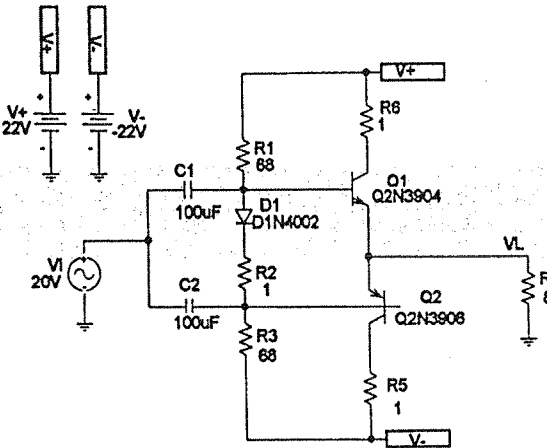 V+
V-
V+
22V
V-
-22V
V+
R6
1
R1
68
C1
100uF
Q1
Q2N3904
D1
D1N4002
Vi
20V
R2
1
VL
C2
100uF
Q2
Q2N3906
R
8
R3
68
R5
1
V-